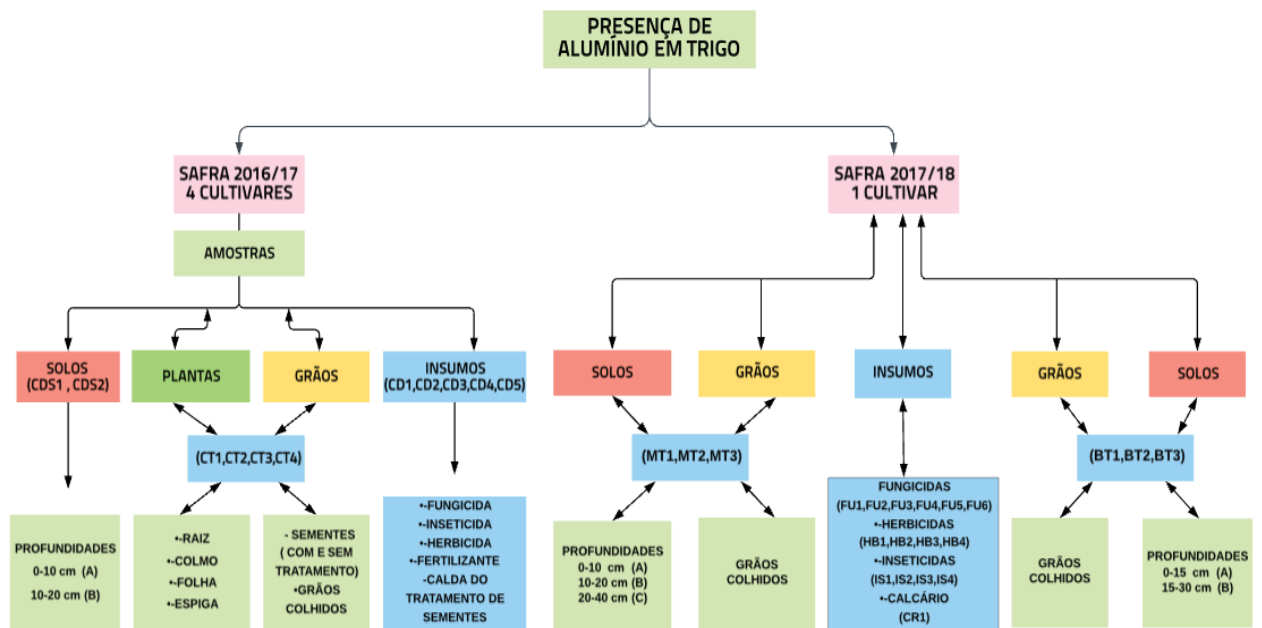 PRESENÇA DE
ALUMÍNIO EM TRIGO
SAFRA 2016/17
4 CULTIVARES
SAFRA 2017/18
1 CULTIVAR
AMOSTRAS
SOLOS
(CDS1 , CDS2)
PLANTAS
GRÃOS
INSUMOS
(CD1,CD2,CD3,CD4,CD5)
SOLOS
GRÃOS
INSUMOS
GRÃOS
SOLOS
(CT1,CT2,CT3,CT4)
(MT1,MT2,MT3)
(BT1,BT2,BT3)
PROFUNDIDADES
0-10 cm (A)
10-20 cm (B)
•-RAIZ
•-COLMO
•-FOLHA
•-ESPIGA
- SEMENTES
( COM E SEM
TRATAMENTO)
•GRÃOS
COLHIDOS
•-FUNGICIDA
•-INSETICIDA
•-HERBICIDA
•-FERTILIZANTE
-CALDA DO
TRATAMENTO DE
SEMENTES
PROFUNDIDADES
0-10 cm (A)
10-20 cm (B)
20-40 cm (C)
GRÃOS
COLHIDOS
FUNGICIDAS
(FU1,FU2,FU3,FU4,FU5,FU6)
•-HERBICIDAS
(HB1,HB2,HB3,HB4)
•-INSETICIDAS
(IS1,IS2,IS3,IS4)
•-CALCÁRIO
(CR1)
GRÃOS
COLHIDOS
PROFUNDIDADES
0-15 cm (A)
15-30 cm (B)